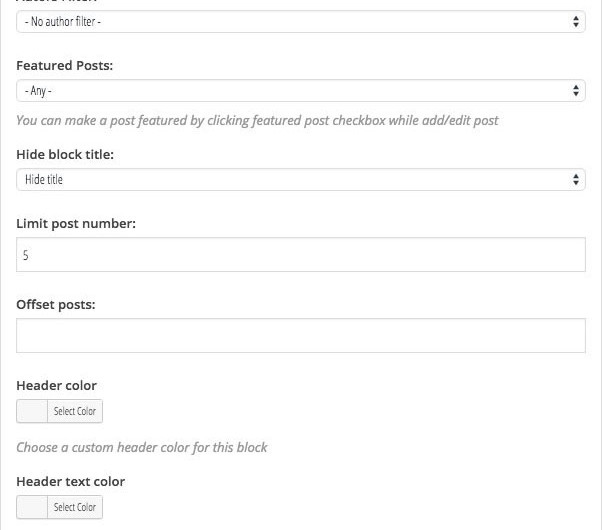 - No author filter -
Featured Posts:
- Any -
You can make a post featured by clicking featured post checkbox while add/edit post
Hide block title:
Hide title
Limit post number:
5
Offset posts:
Header color
Select Color
Choose a custom header color for this block
Header text color
Select Color